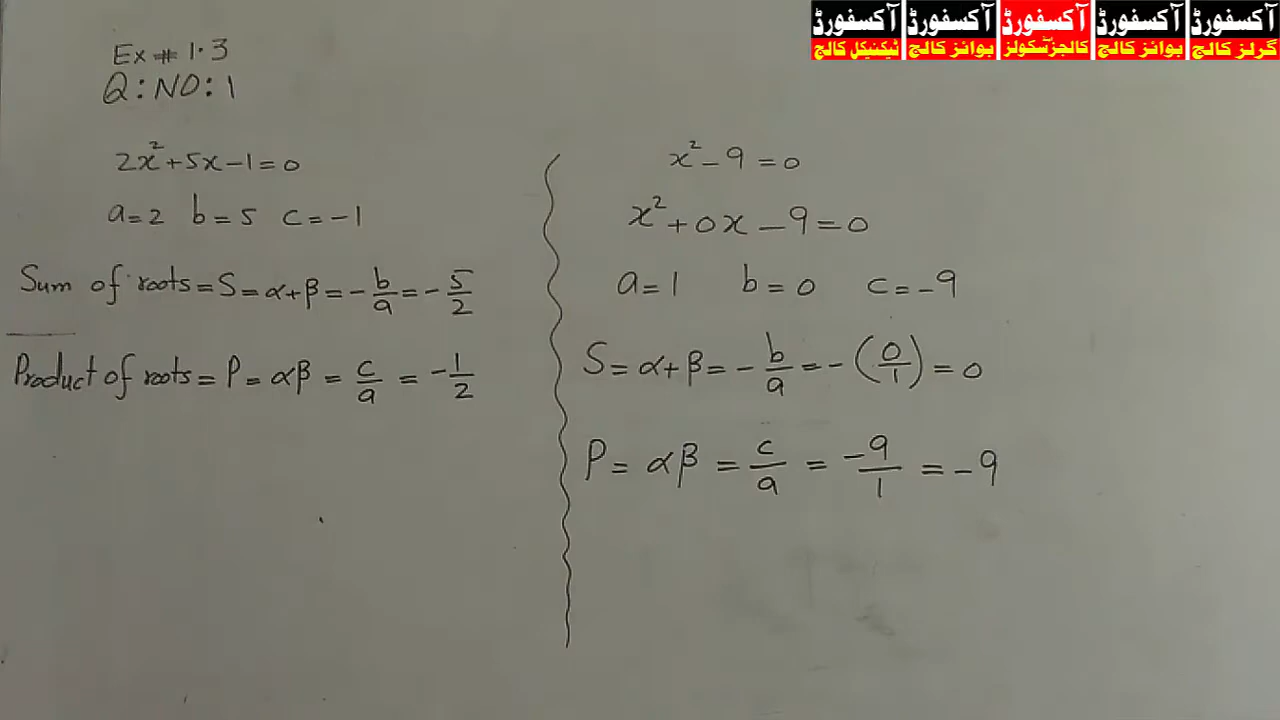 آکسفورڈ آکسفورڈ آکسفورڈ آکسفورڈ آکسفورڈ
ٹیکنیکل کالج بوائز کالج کالجز سکولز بوائز کالج گرلز کالج
Ex # 1.3
Q:NO:1
2x²+5x-1=0
a=2 b=5 c=-1
Sum of roots=S=α+β=-b/a=-5/2
Product of roots=P=αβ=c/a=-1/2
x²-9=0
x²+0x-9=0
a=1 b=0 c=-9
S=α+β=-b/a=-(0/1)=0
P=αβ=c/a=-9/1=-9